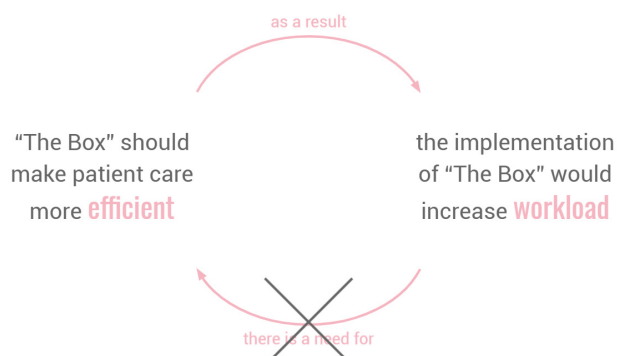 as a result
“The Box” should
make patient care
more efficient
the implementation
of “The Box” would
increase workload
there is a need for